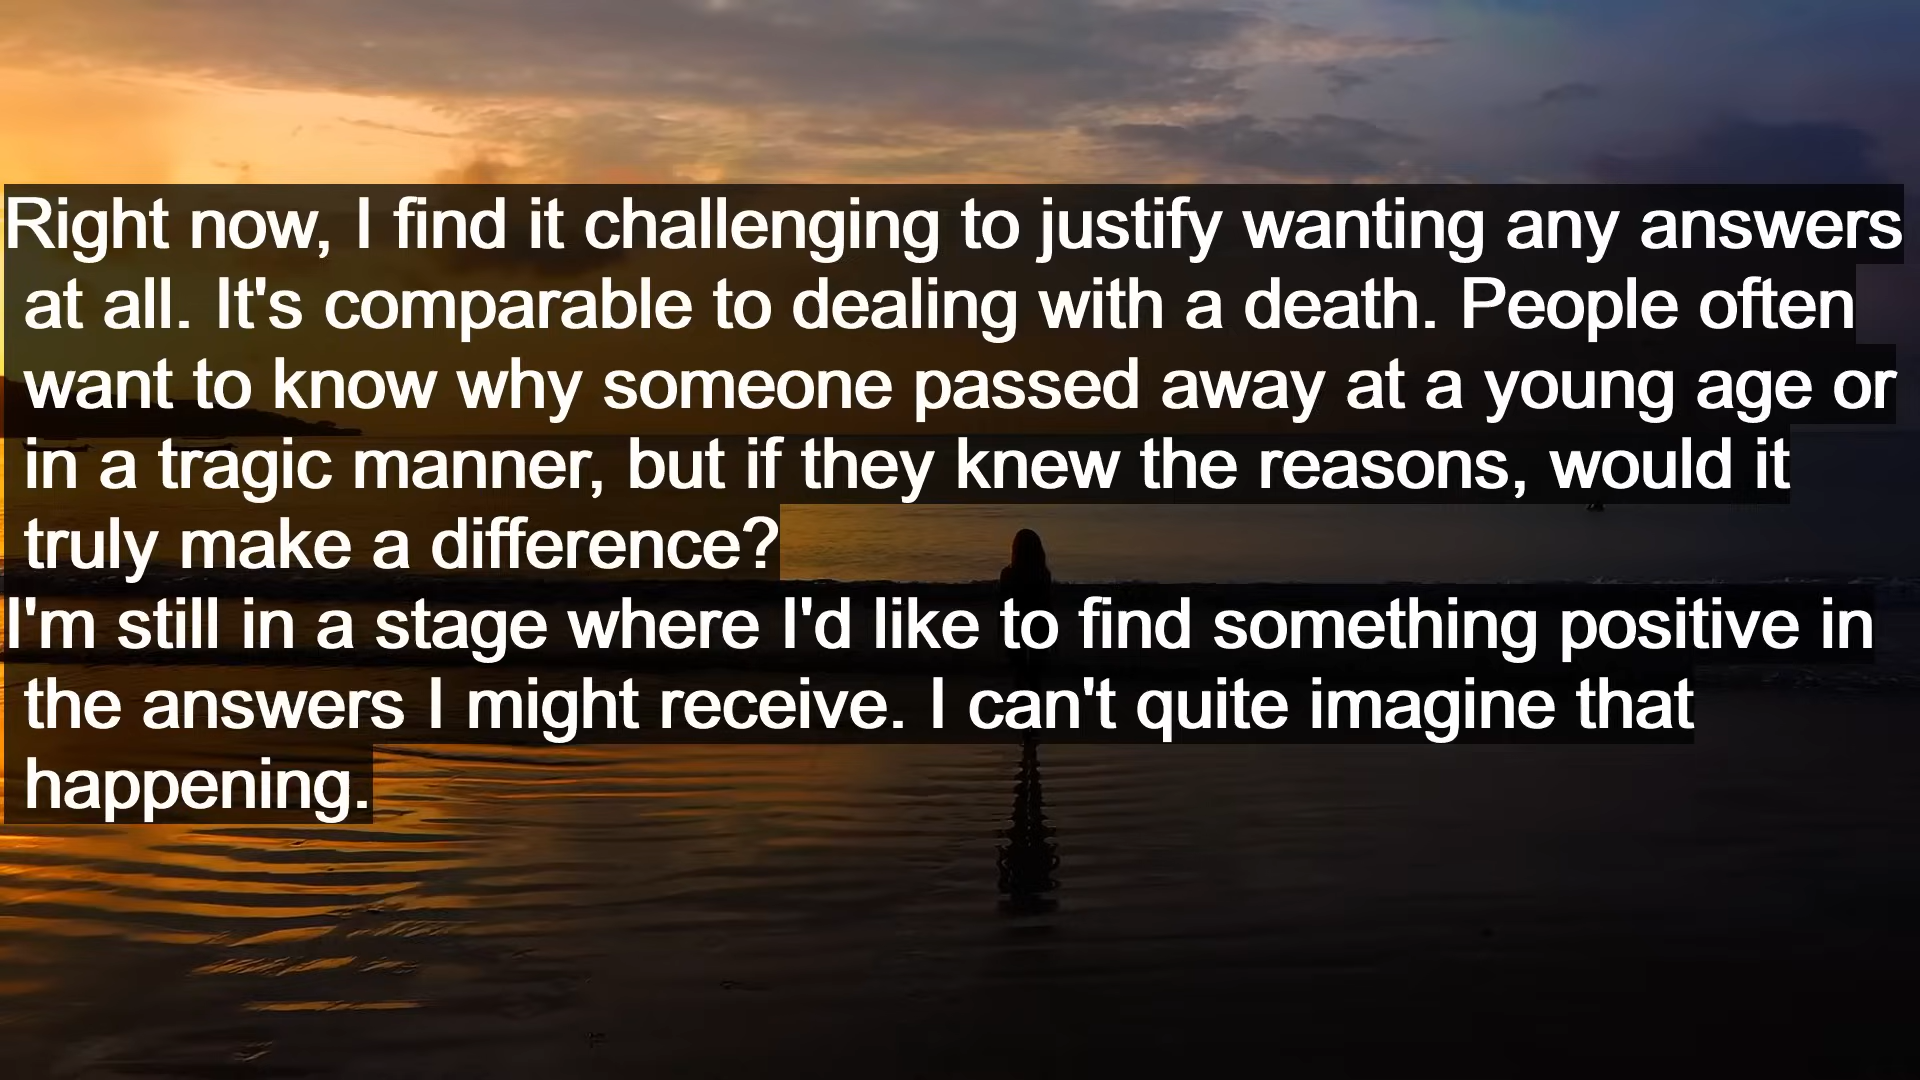 Right now, I find it challenging to justify wanting any answers
at all. It's comparable to dealing with a death. People often
want to know why someone passed away at a young age or
in a tragic manner, but if they knew the reasons, would it
truly make a difference?
I'm still in a stage where I'd like to find something positive in
the answers I might receive. I can't quite imagine that
happening.